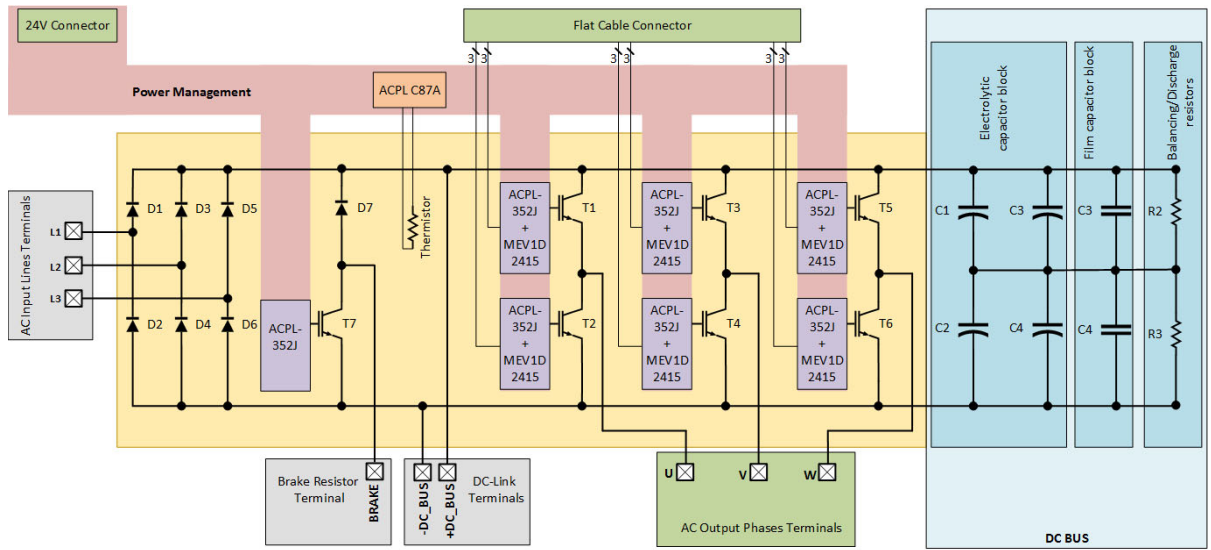 24V Connector
Flat Cable Connector
3
3
3
3
3
3
Power Management
ACPL C87A
Thermistor
AC Input Lines Terminals
L1
L2
L3
D1
D3
D5
D2
D4
D6
D7
T7
ACPL-
352J
ACPL-
352J
+
MEV1D
2415
T1
ACPL-
352J
+
MEV1D
2415
T3
ACPL-
352J
+
MEV1D
2415
T5
ACPL-
352J
+
MEV1D
2415
T2
ACPL-
352J
+
MEV1D
2415
T4
ACPL-
352J
+
MEV1D
2415
T6
Electrolytic
capacitor block
Film capacitor block
Balancing/Discharge
resistors
C1
C3
C3
R2
C2
C4
C4
R3
DC BUS
Brake Resistor
Terminal
BRAKE
-DC_BUS
+DC_BUS
DC-Link
Terminals
U
V
W
AC Output Phases Terminals